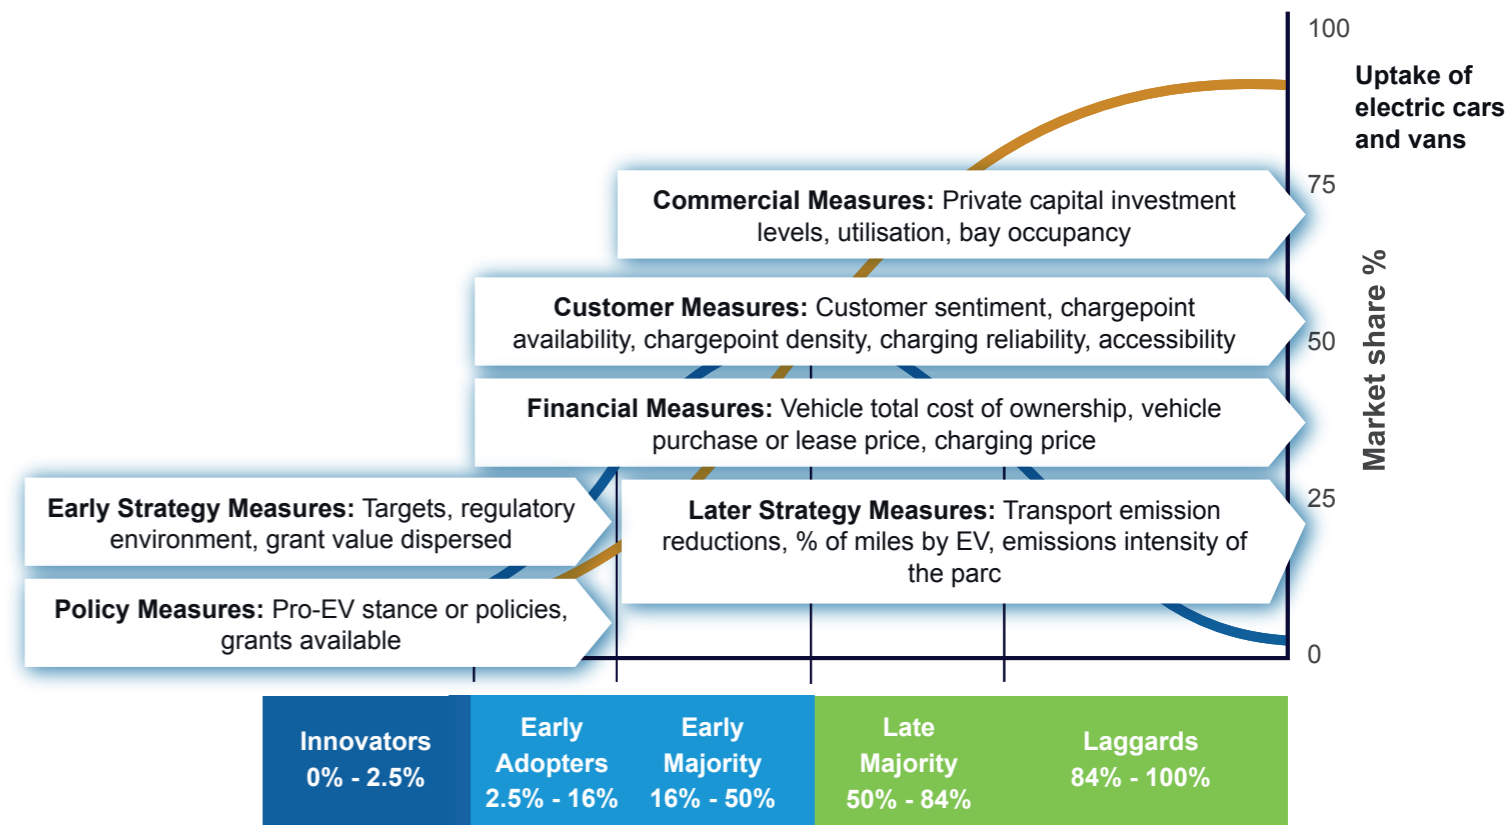 100
Uptake of
electric cars
and vans
Commercial Measures: Private capital investment
levels, utilisation, bay occupancy
75
Customer Measures: Customer sentiment, chargepoint
availability, chargepoint density, charging reliability, accessibility
50
Market share %
Financial Measures: Vehicle total cost of ownership, vehicle
purchase or lease price, charging price
Early Strategy Measures: Targets, regulatory
environment, grant value dispersed
Later Strategy Measures: Transport emission
reductions, % of miles by EV, emissions intensity of
the parc
25
Policy Measures: Pro-EV stance or policies,
grants available
0
Innovators
0% - 2.5%
Early
Adopters
2.5% - 16%
Early
Majority
16% - 50%
Late
Majority
50% - 84%
Laggards
84% - 100%